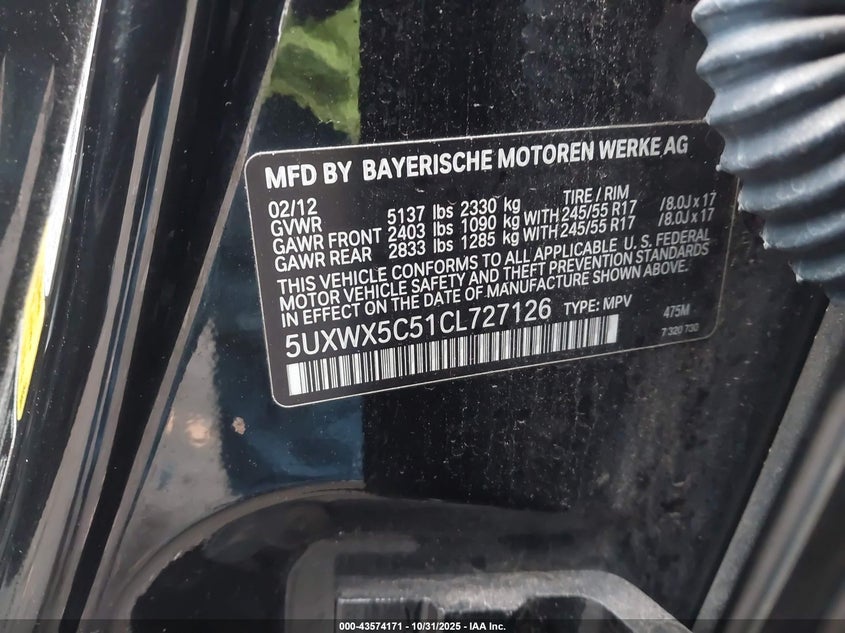 MFD BY BAYERISCHE MOTOREN WERKE AG
02/12 TIRE / RIM
GVWR 5137 lbs 2330 kg
GAWR FRONT 2403 lbs 1090 kg WITH 245/55 R17 /8.0J x 17
GAWR REAR 2833 lbs 1285 kg WITH 245/55 R17 /8.0J x 17
THIS VEHICLE CONFORMS TO ALL APPLICABLE U. S. FEDERAL
MOTOR VEHICLE SAFETY AND THEFT PREVENTION STANDARDS
IN EFFECT ON THE DATE OF MANUFACTURE SHOWN ABOVE.
5UXWX5C51CL727126 TYPE: MPV 475M
7 320 730
000-43574171 - 10/31/2025 - IAA Inc.